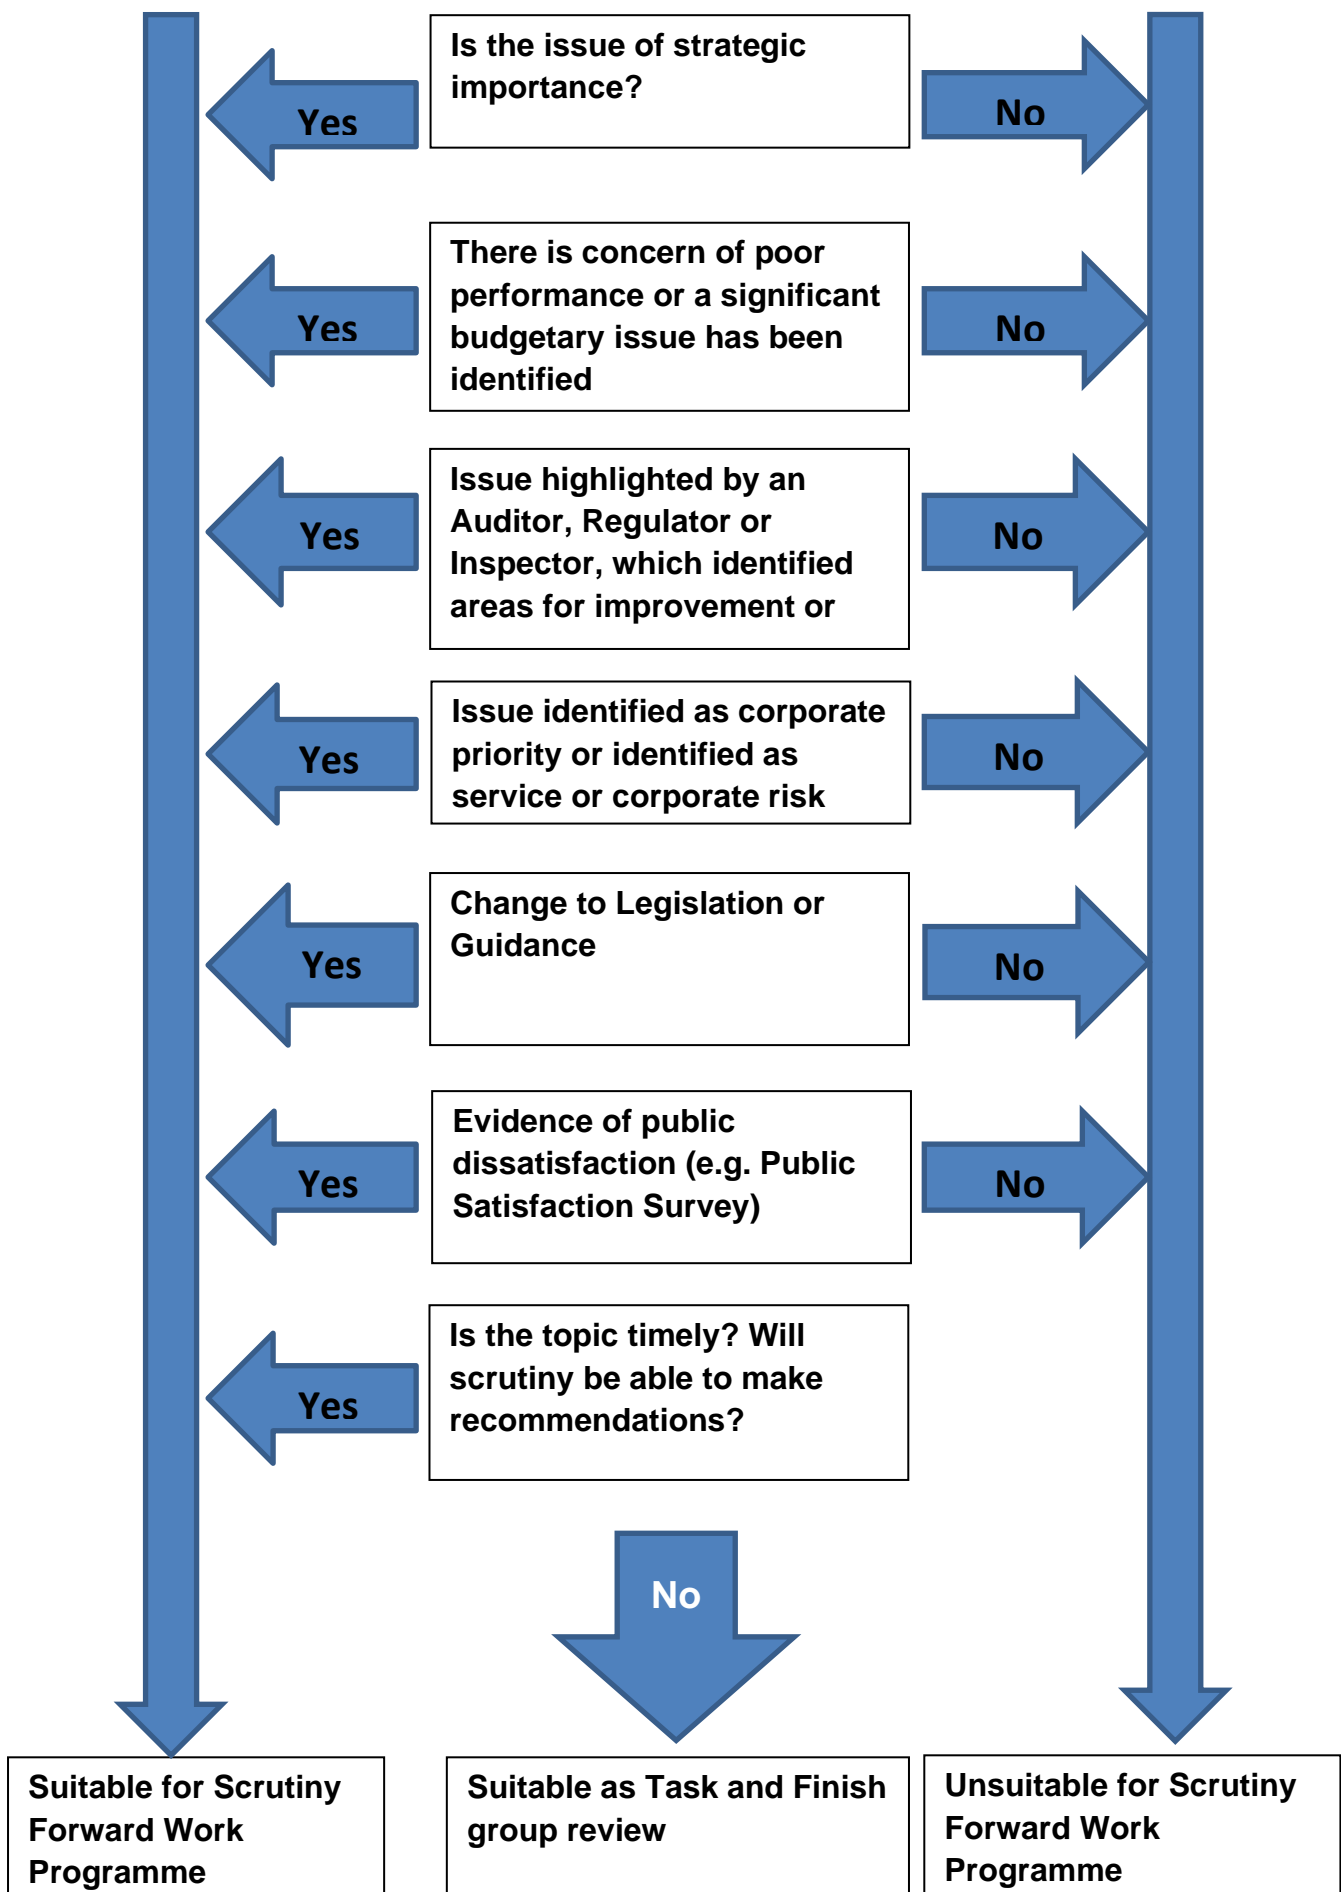 Is the issue of strategic
importance?
Yes
No
There is concern of poor
performance or a significant
budgetary issue has been
identified
Yes
No
Issue highlighted by an
Auditor, Regulator or
Inspector, which identified
areas for improvement or
Yes
No
Issue identified as corporate
priority or identified as
service or corporate risk
Yes
No
Change to Legislation or
Guidance
Yes
No
Evidence of public
dissatisfaction (e.g. Public
Satisfaction Survey)
Yes
No
Is the topic timely? Will
scrutiny be able to make
recommendations?
Yes
No
Suitable for Scrutiny
Forward Work
Programme
Suitable as Task and Finish
group review
Unsuitable for Scrutiny
Forward Work
Programme